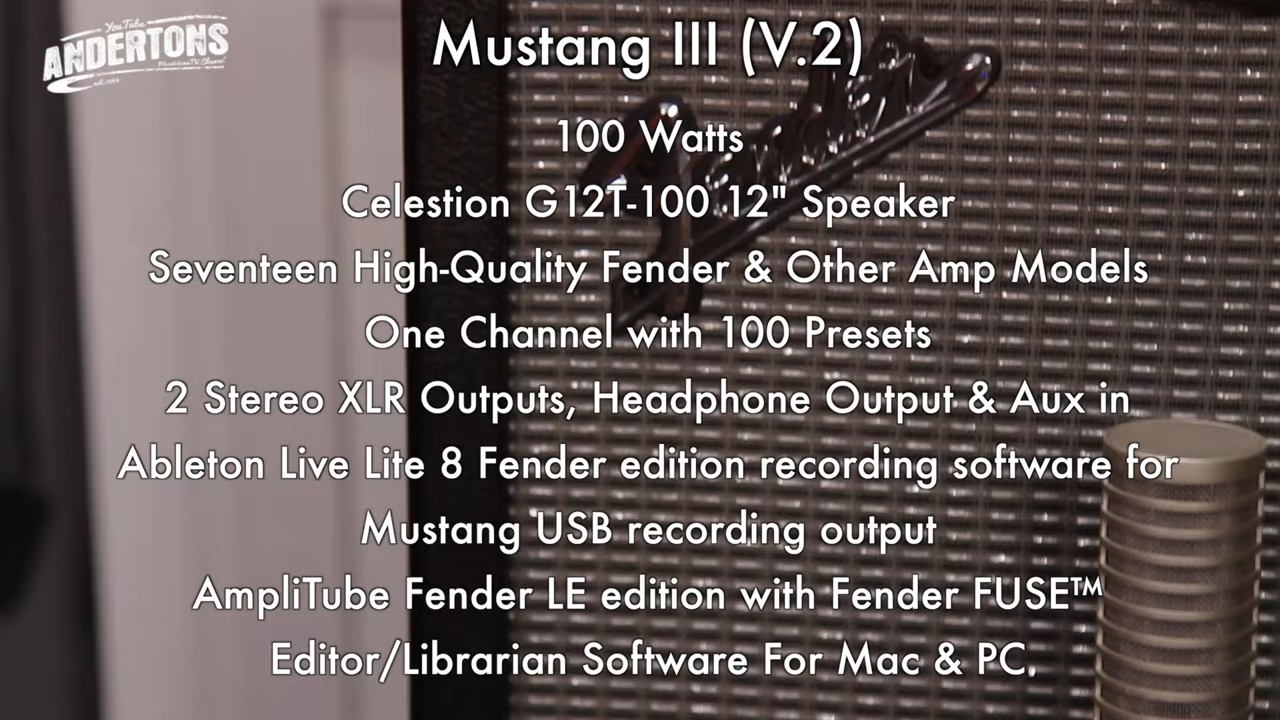 YouTube
ANDERTONS
Mustang III (V.2)
Fender
100 Watts
Celestion G12T-100 12" Speaker
Seventeen High-Quality Fender & Other Amp Models
One Channel with 100 Presets
2 Stereo XLR Outputs, Headphone Output & Aux in
Ableton Live Lite 8 Fender edition recording software for
Mustang USB recording output
AmpliTube Fender LE edition with Fender FUSE™
Editor/Librarian Software For Mac & PC.